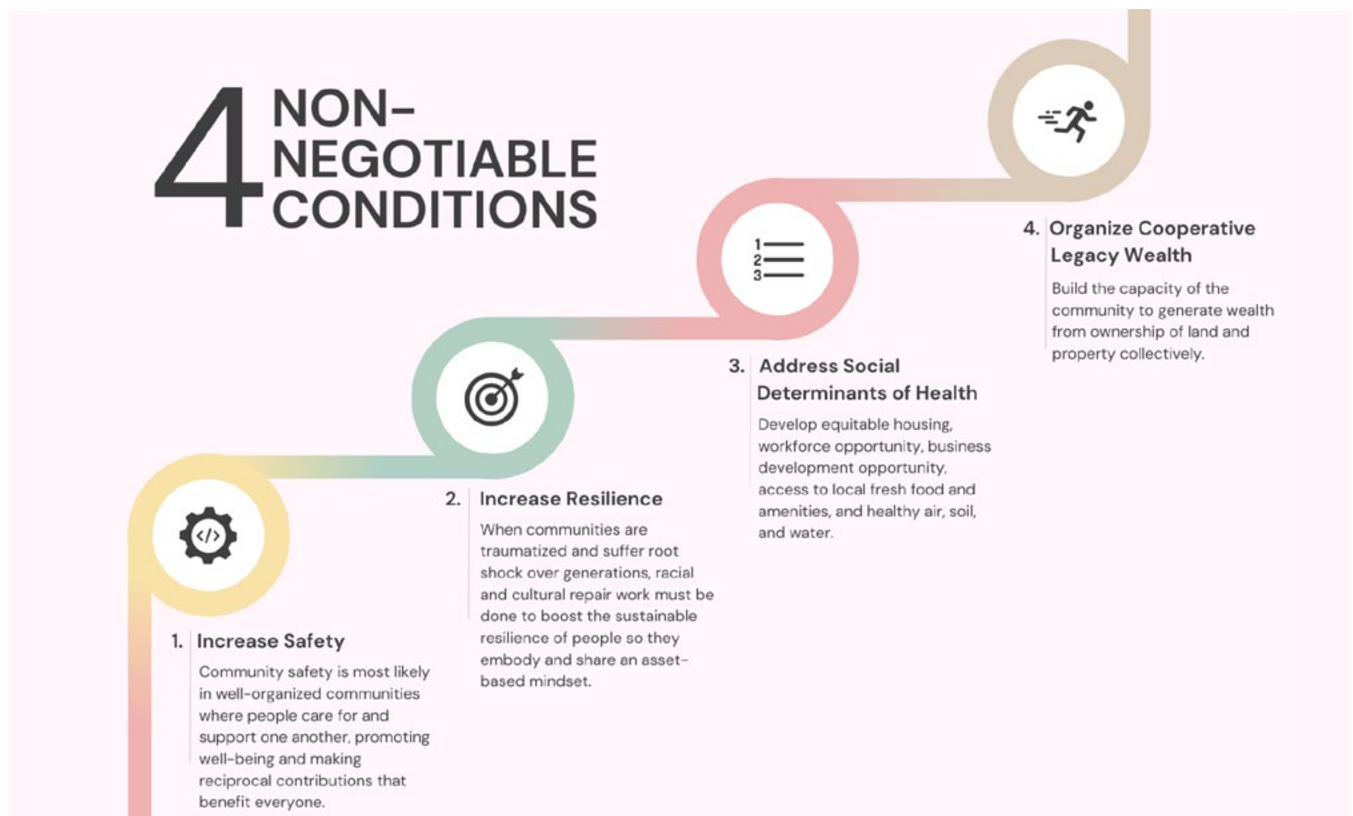 4 NON-
NEGOTIABLE
CONDITIONS
1. Increase Safety
Community safety is most likely
in well-organized communities
where people care for and
support one another, promoting
well-being and making
reciprocal contributions that
benefit everyone.
2. Increase Resilience
When communities are
traumatized and suffer root
shock over generations, racial
and cultural repair work must be
done to boost the sustainable
resilience of people so they
embody and share an asset-
based mindset.
1
2
3
3. Address Social
Determinants of Health
Develop equitable housing,
workforce opportunity, business
development opportunity,
access to local fresh food and
amenities, and healthy air, soil,
and water.
4. Organize Cooperative
Legacy Wealth
Build the capacity of the
community to generate wealth
from ownership of land and
property collectively.